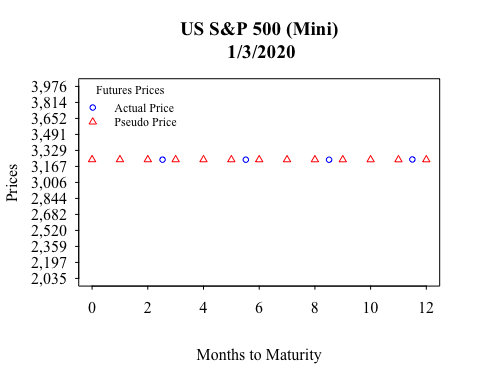 US S&P 500 (Mini)
1/3/2020
Futures Prices
Actual Price
Pseudo Price
Prices
3,976
3,814
3,652
3,491
3,329
3,167
3,006
2,844
2,682
2,520
2,359
2,197
2,035
0 2 4 6 8 10 12
Months to Maturity